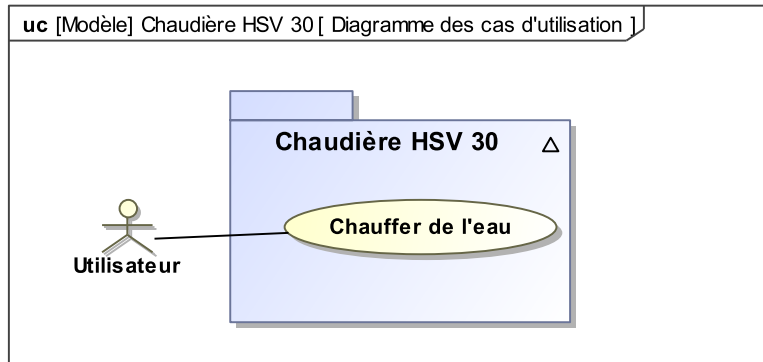 uc [Modèle] Chaudière HSV 30 [ Diagramme des cas d'utilisation ]
Chaudière HSV 30
Chauffer de l'eau
Utilisateur